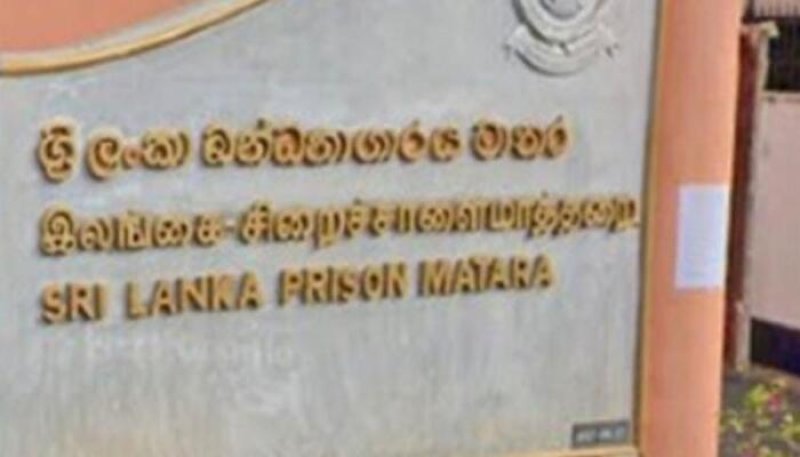 ශ්‍රී ලංකා බන්ධනාගාරය මාතර
இலங்கை-சிறைச்சாலை மாத்தறை
SRI LANKA PRISON MATARA